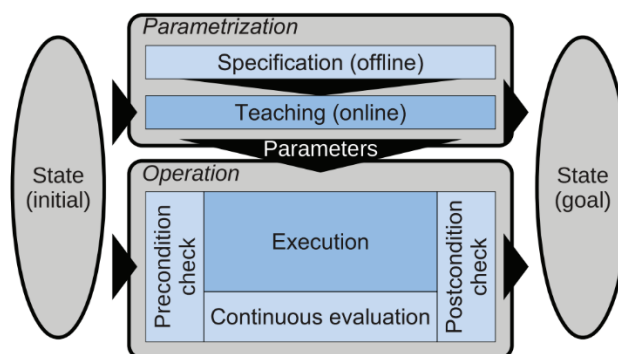 Parametrization
Specification (offline)
Teaching (online)
Parameters
State
(initial)
State
(goal)
Operation
Precondition
check
Execution
Continuous evaluation
Postcondition
check